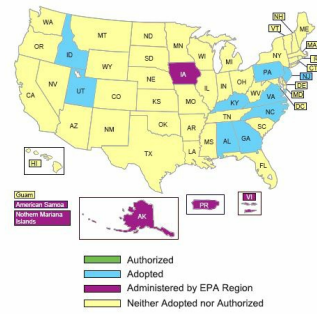 NH
VT
WA
MT
ND
MN
ME
OR
ID
SD
WI
MI
NY
MA
WY
IA
NE
PA
CT
NJ
NV
UT
CO
IL
IN
OH
WV
VA
DE
MD
DC
CA
KS
MO
KY
NC
TN
AZ
NM
OK
AR
SC
MS
AL
GA
TX
LA
FL
HI
Guam
American Samoa
Nothern Mariana
Islands
AK
PR
VI
Authorized
Adopted
Administered by EPA Region
Neither Adopted nor Authorized